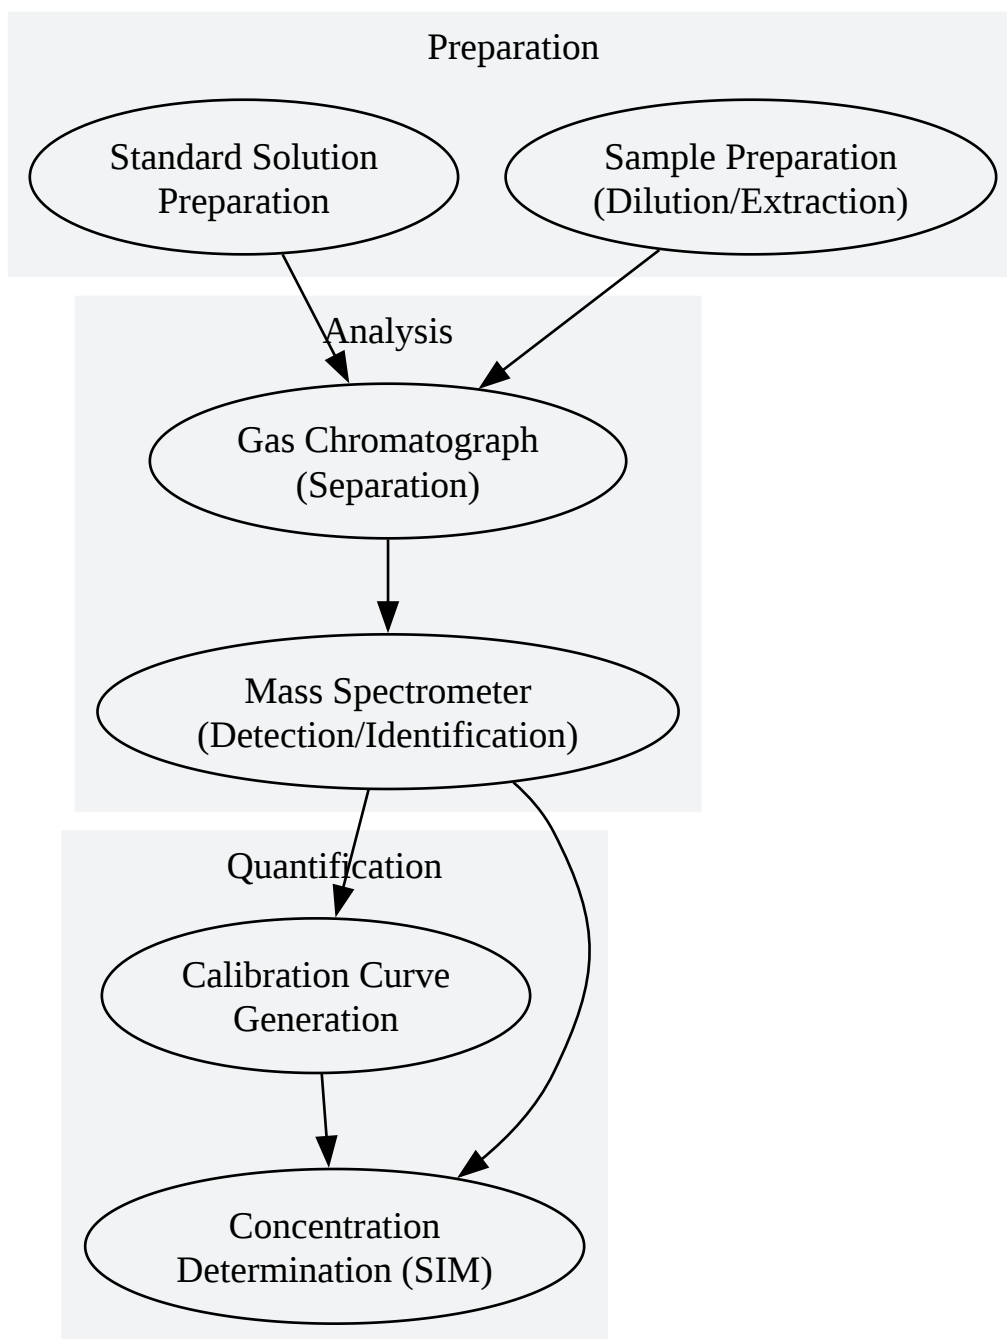 Preparation
Standard Solution
Preparation
Sample Preparation
(Dilution/Extraction)
Analysis
Gas Chromatograph
(Separation)
Mass Spectrometer
(Detection/Identification)
Quantification
Calibration Curve
Generation
Concentration
Determination (SIM)